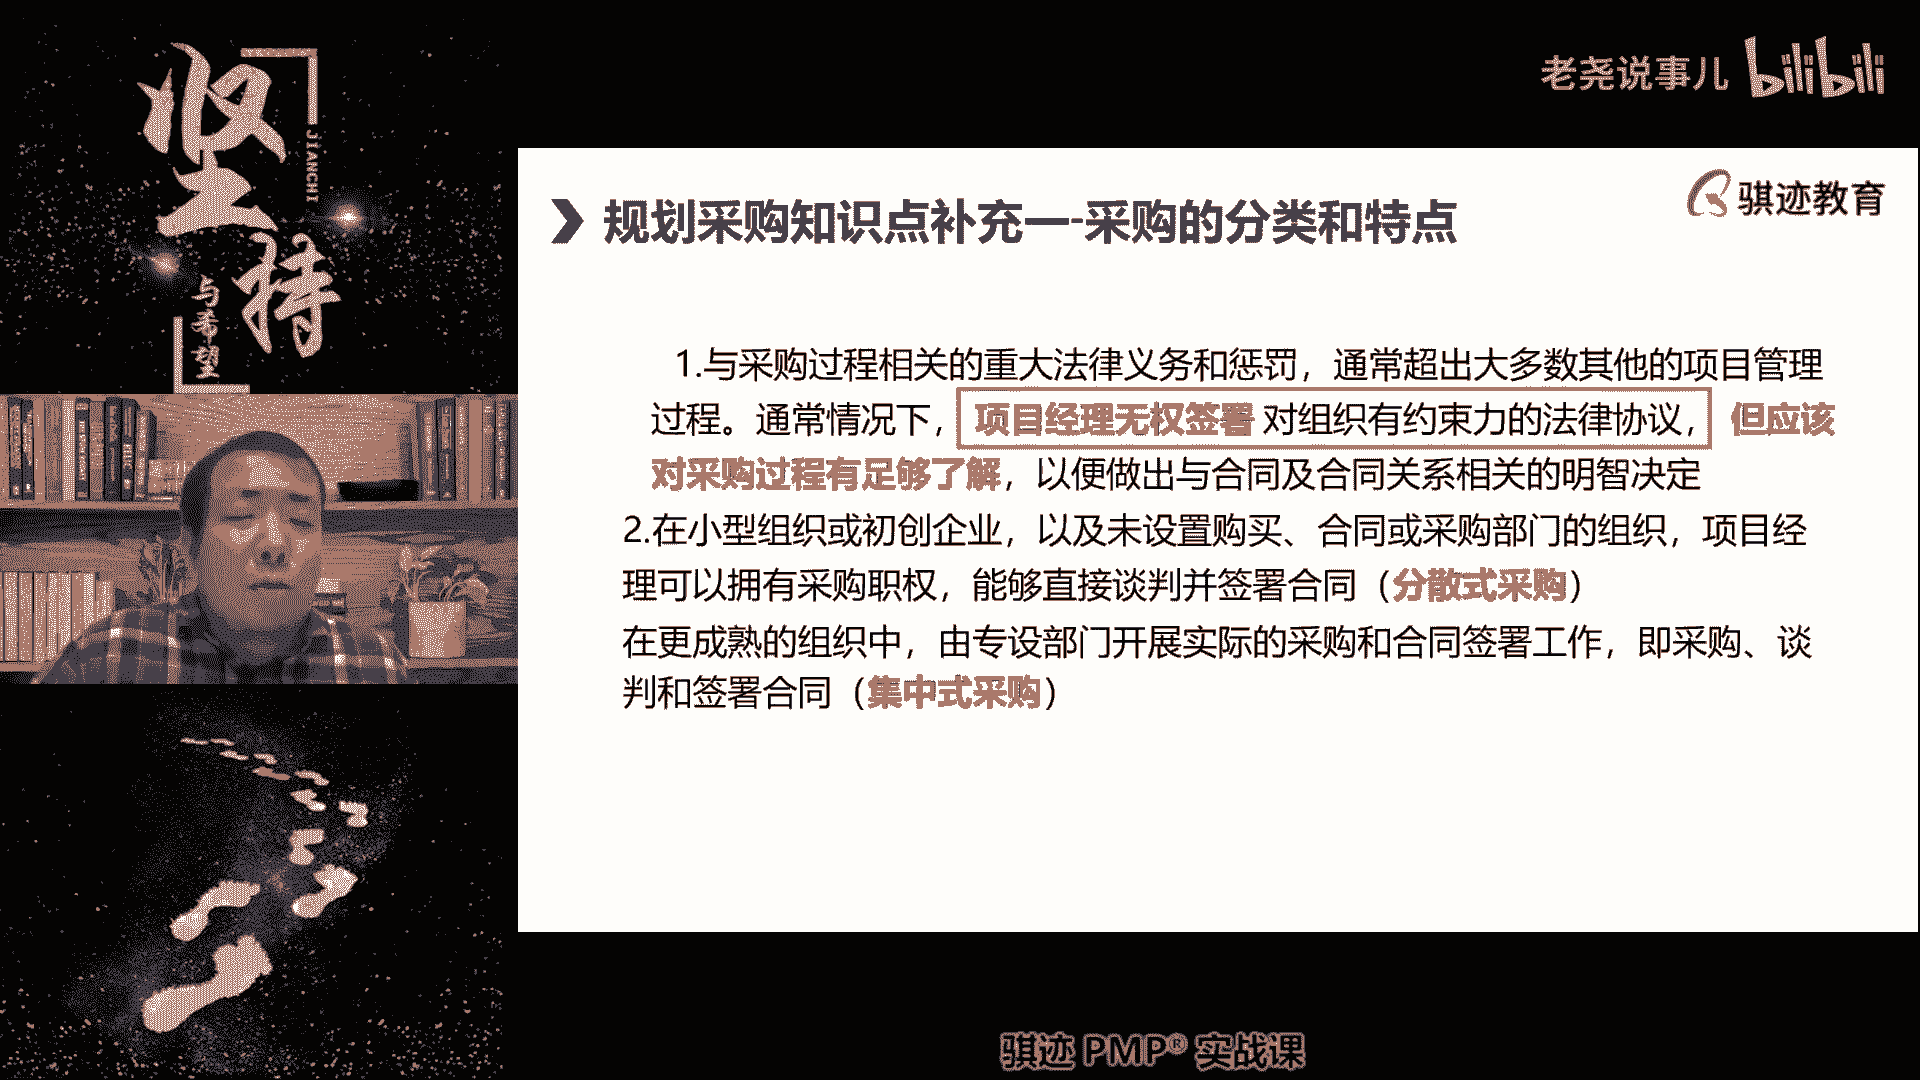 坚持
JIANCHI
与希望
老尧说事儿 bilibili
骐迹教育
规划采购知识点补充一-采购的分类和特点
1.与采购过程相关的重大法律义务和惩罚，通常超出大多数其他的项目管理
过程。通常情况下，项目经理无权签署 对组织有约束力的法律协议，但应该
对采购过程有足够了解，以便做出与合同及合同关系相关的明智决定
2.在小型组织或初创企业，以及未设置购买、合同或采购部门的组织，项目经
理可以拥有采购职权，能够直接谈判并签署合同（分散式采购）
在更成熟的组织中，由专设部门开展实际的采购和合同签署工作，即采购、谈
判和签署合同（集中式采购）
骐迹 PMP® 实战课